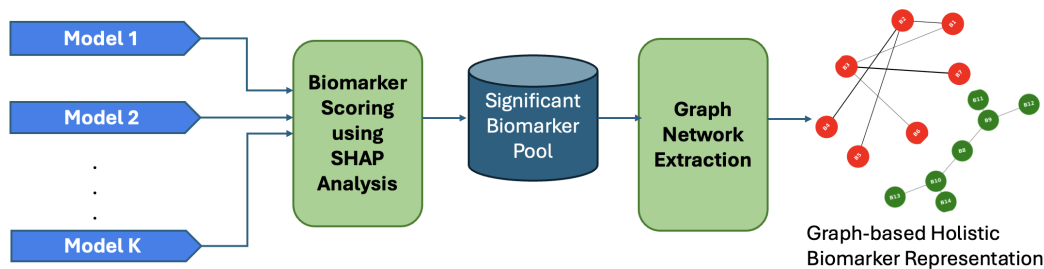 Model 1
Model 2
.
.
.
Model K
Biomarker
Scoring
using
SHAP
Analysis
Significant
Biomarker
Pool
Graph
Network
Extraction
B2
B1
B3
B7
B4
B6
B5
B11
B12
B9
B8
B10
B13
B14
Graph-based Holistic
Biomarker Representation